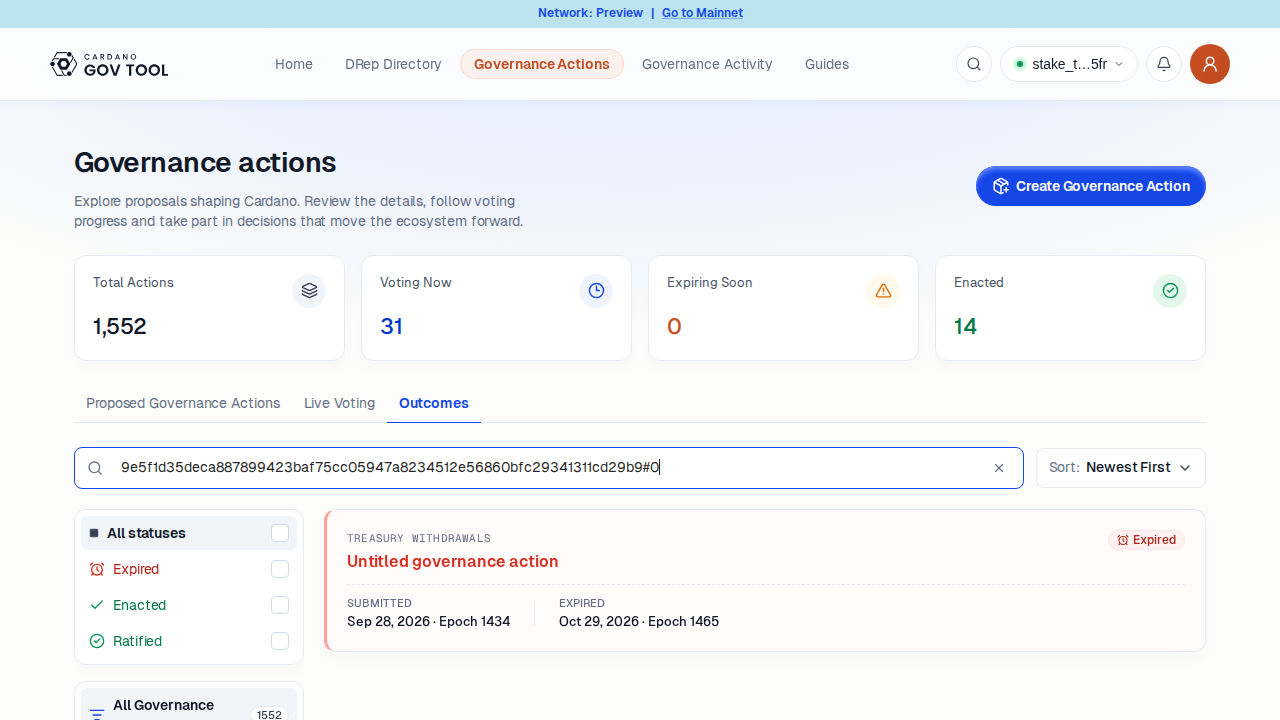 Network: Preview | Go to Mainnet
CARDANO
GOV TOOL
Home
DRep Directory
Governance Actions
Governance Activity
Guides
stake_t...5fr
Governance actions
Explore proposals shaping Cardano. Review the details, follow voting
progress and take part in decisions that move the ecosystem forward.
Create Governance Action
Total Actions
1,552
Voting Now
31
Expiring Soon
0
Enacted
14
Proposed Governance Actions
Live Voting
Outcomes
9e5f1d35deca887899423baf75cc05947a8234512e56860bfc29341311cd29b9#0
Sort: Newest First
All statuses
Expired
Enacted
Ratified
All Governance
1552
TREASURY WITHDRAWALS
Expired
Untitled governance action
SUBMITTED
Sep 28, 2026 · Epoch 1434
EXPIRED
Oct 29, 2026 · Epoch 1465